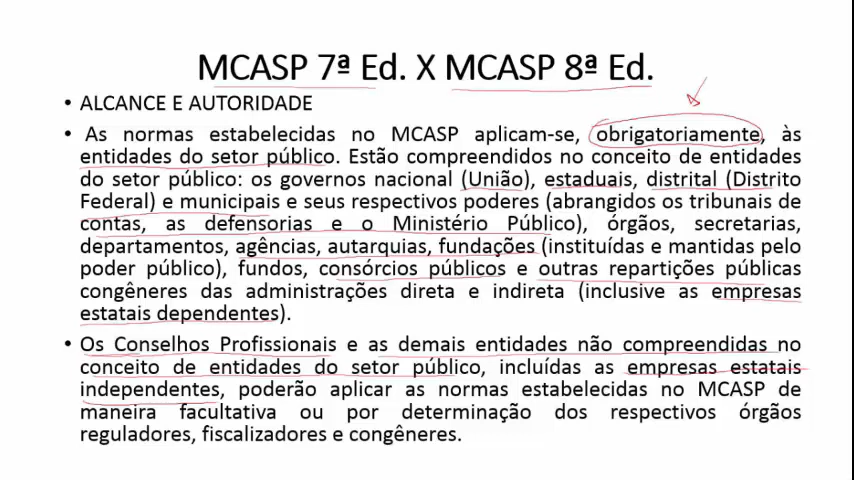 MCASP 7ª Ed. X MCASP 8ª Ed.
• ALCANCE E AUTORIDADE
• As normas estabelecidas no MCASP aplicam-se, obrigatoriamente, às
entidades do setor público. Estão compreendidos no conceito de entidades
do setor público: os governos nacional (União), estaduais, distrital (Distrito
Federal) e municipais e seus respectivos poderes (abrangidos os tribunais de
contas, as defensorias e o Ministério Público), órgãos, secretarias,
departamentos, agências, autarquias, fundações (instituídas e mantidas pelo
poder público), fundos, consórcios públicos e outras repartições públicas
congêneres das administrações direta e indireta (inclusive as empresas
estatais dependentes).
• Os Conselhos Profissionais e as demais entidades não compreendidas no
conceito de entidades do setor público, incluídas as empresas estatais
independentes, poderão aplicar as normas estabelecidas no MCASP de
maneira facultativa ou por determinação dos respectivos órgãos
reguladores, fiscalizadores e congêneres.